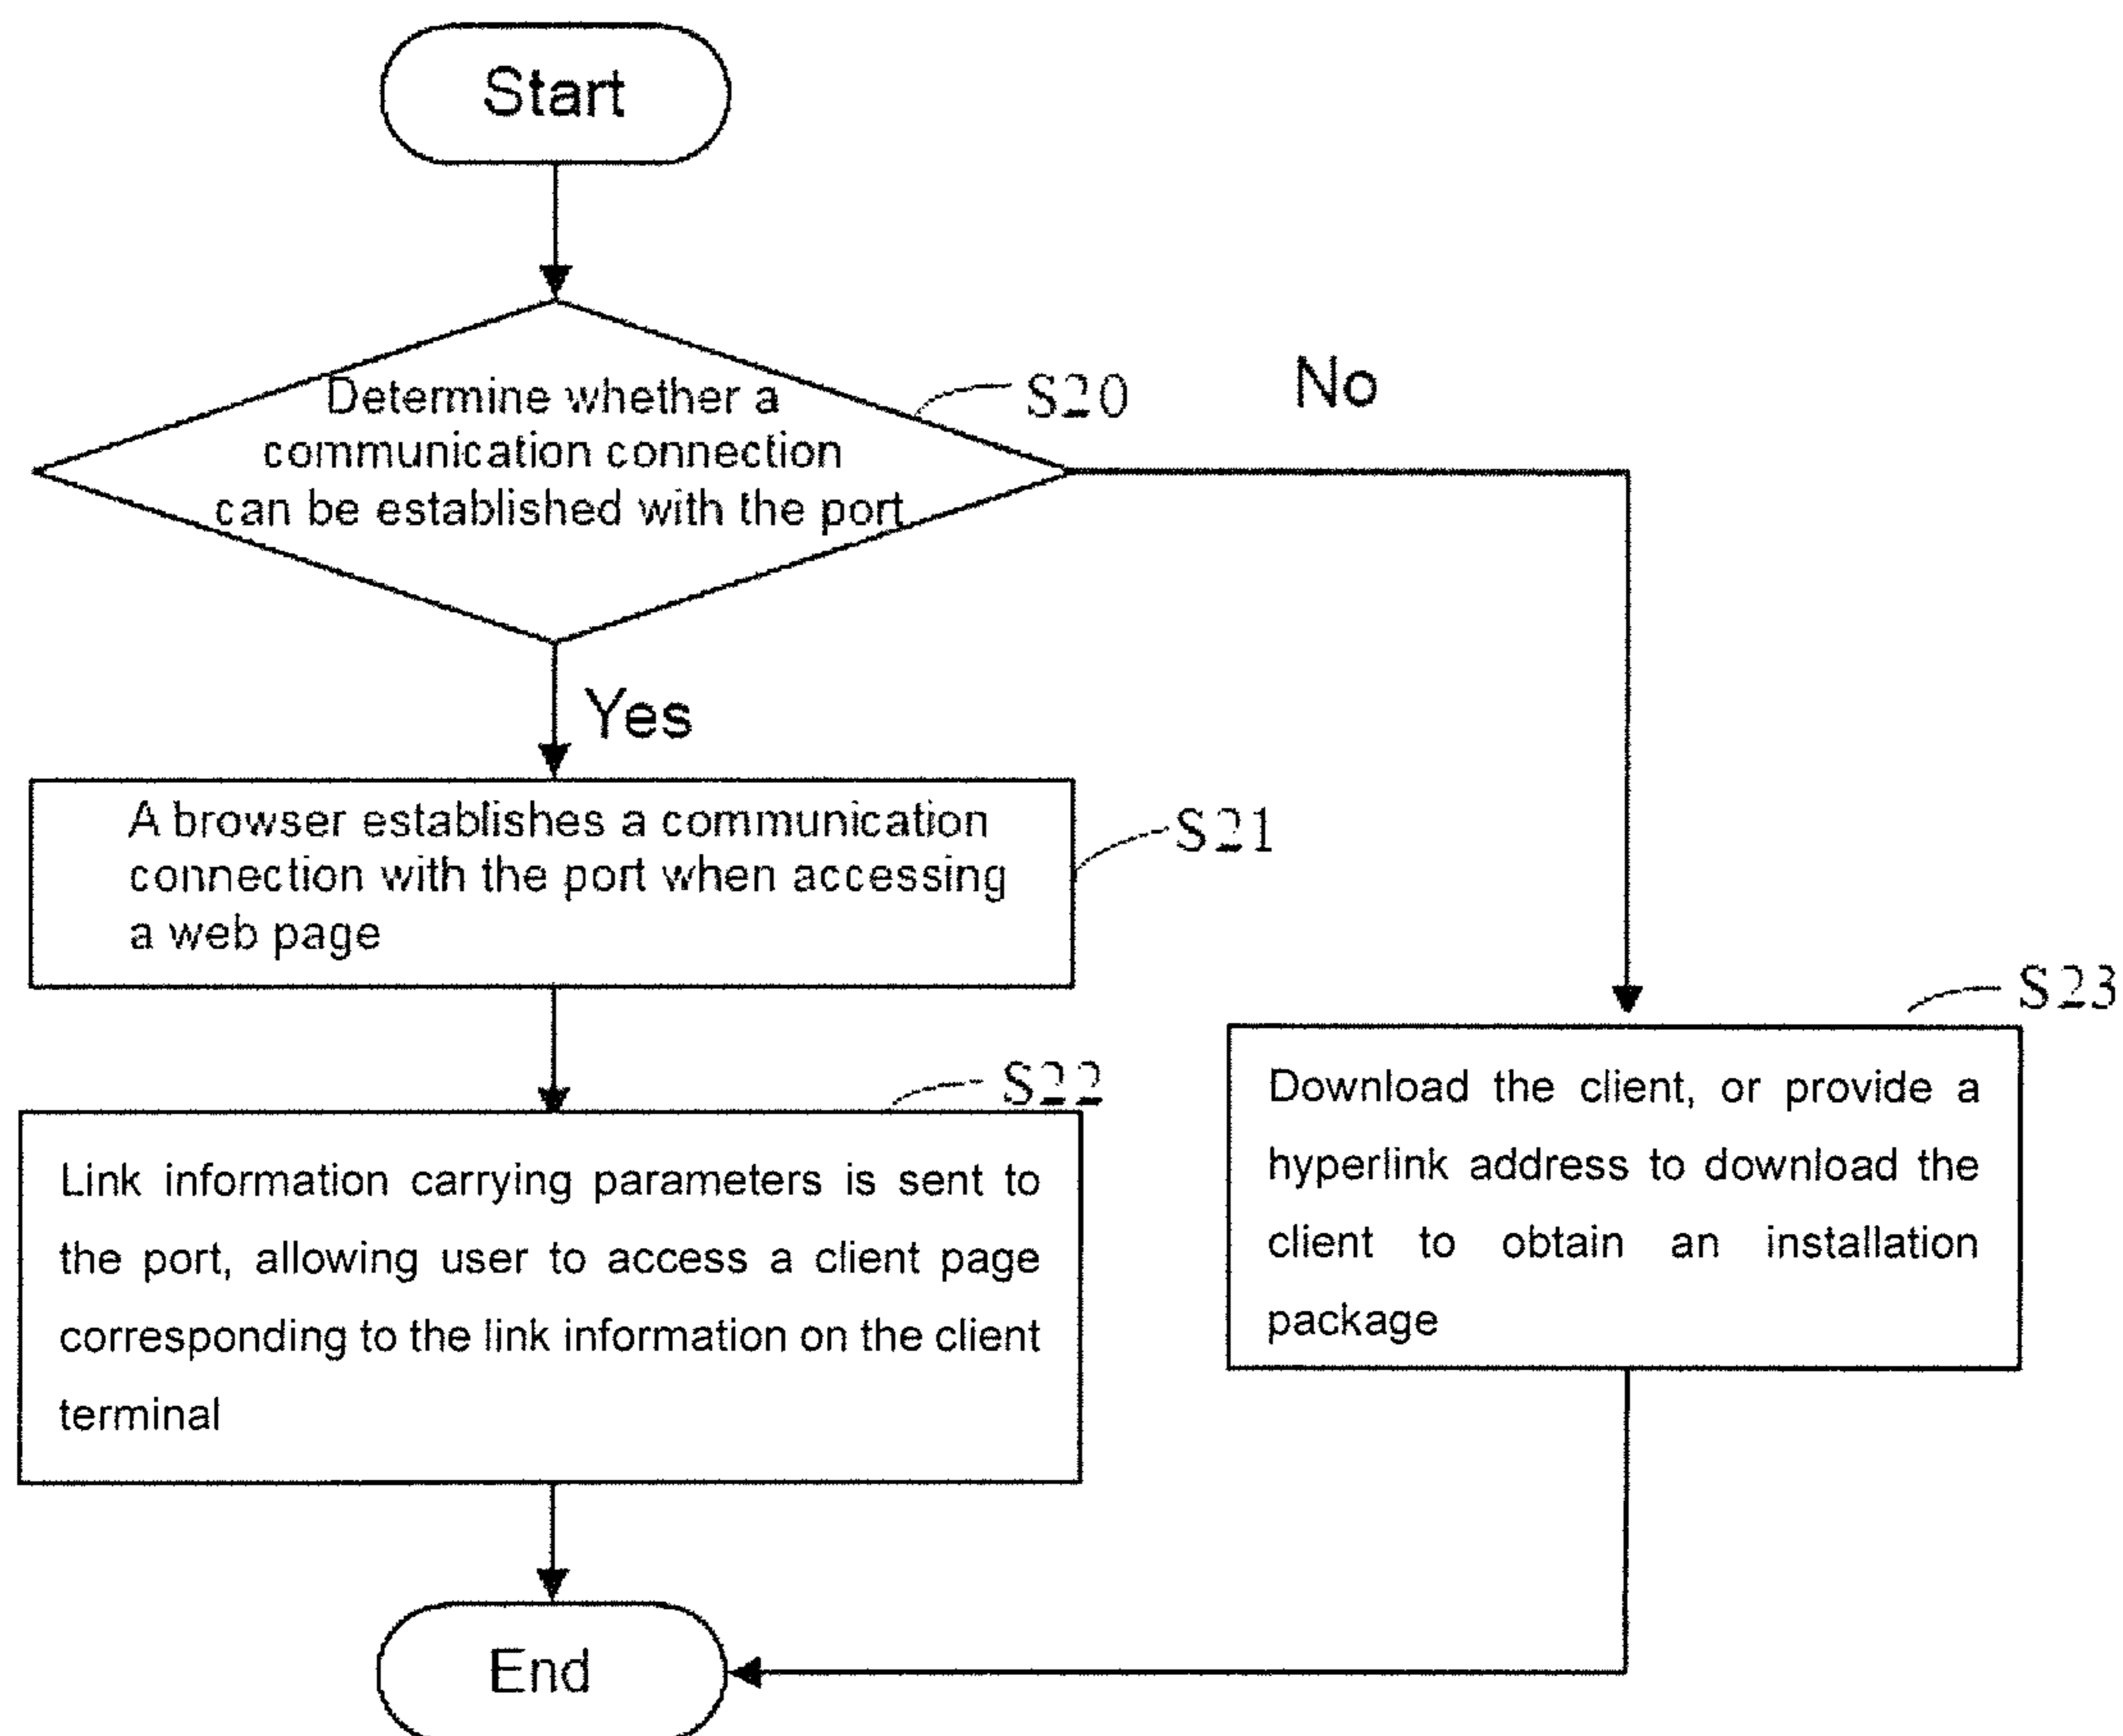 Start
Determine whether a
communication connection
can be established with the port
S20
No
Yes
A browser establishes a communication
connection with the port when accessing
a web page
S21
S22
Link information carrying parameters is sent to
the port, allowing user to access a client page
corresponding to the link information on the client
terminal
S23
Download the client, or provide a
hyperlink address to download the
client to obtain an installation
package
End